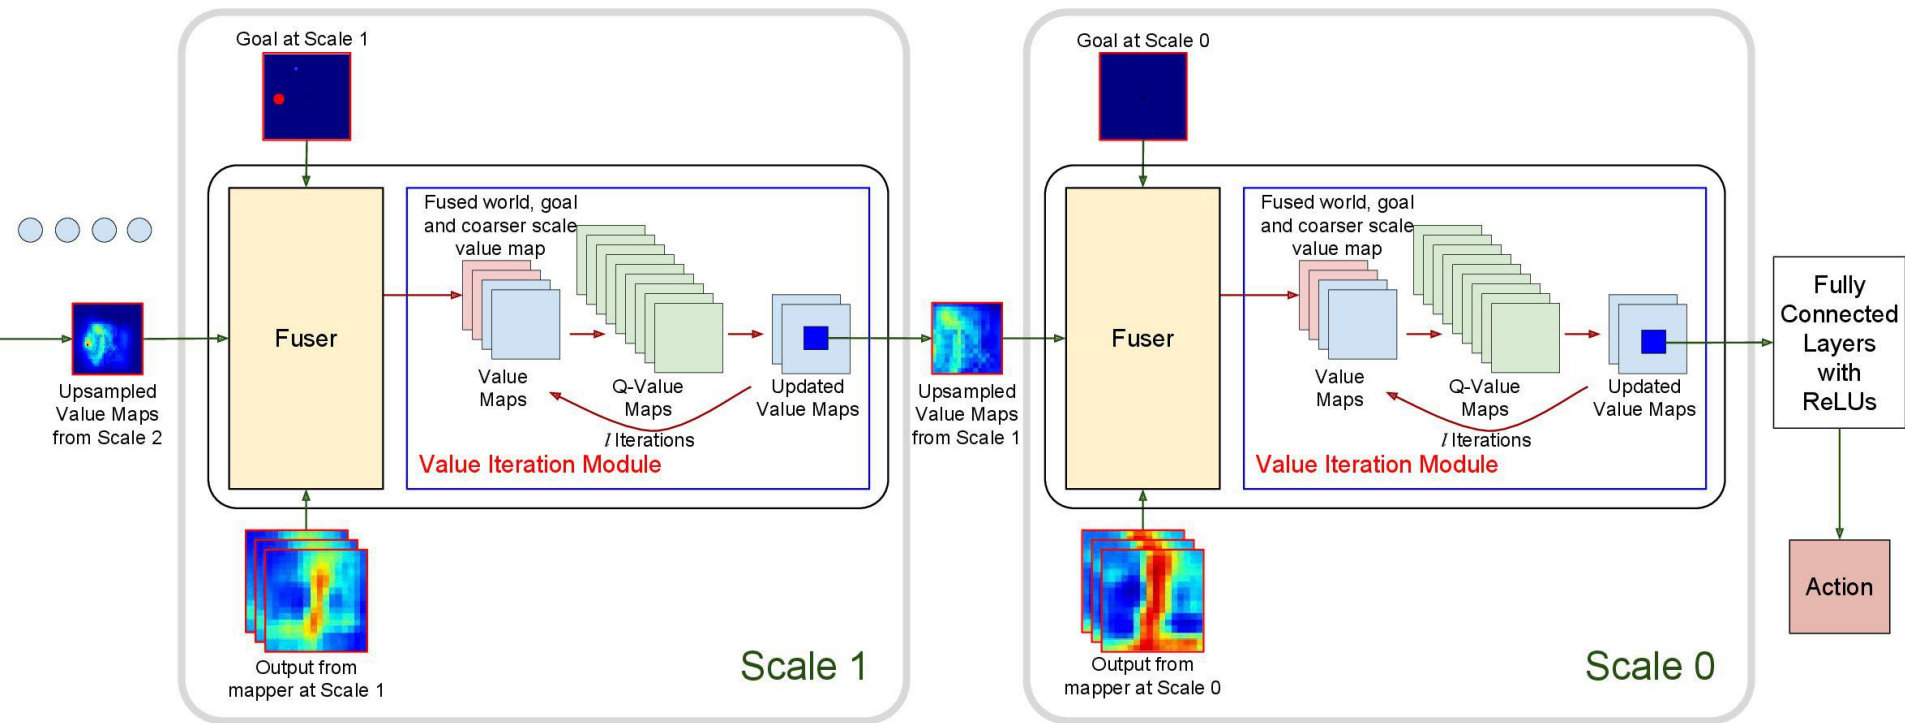 Goal at Scale 1
Fuser
Fused world, goal
and coarser scale
value map
Value
Maps
Q-Value
Maps
Updated
Value Maps
l Iterations
Value Iteration Module
Upsampled
Value Maps
from Scale 2
Output from
mapper at Scale 1
Scale 1
Upsampled
Value Maps
from Scale 1
Goal at Scale 0
Fuser
Fused world, goal
and coarser scale
value map
Value
Maps
Q-Value
Maps
Updated
Value Maps
l Iterations
Value Iteration Module
Output from
mapper at Scale 0
Scale 0
Fully
Connected
Layers
with
ReLUs
Action